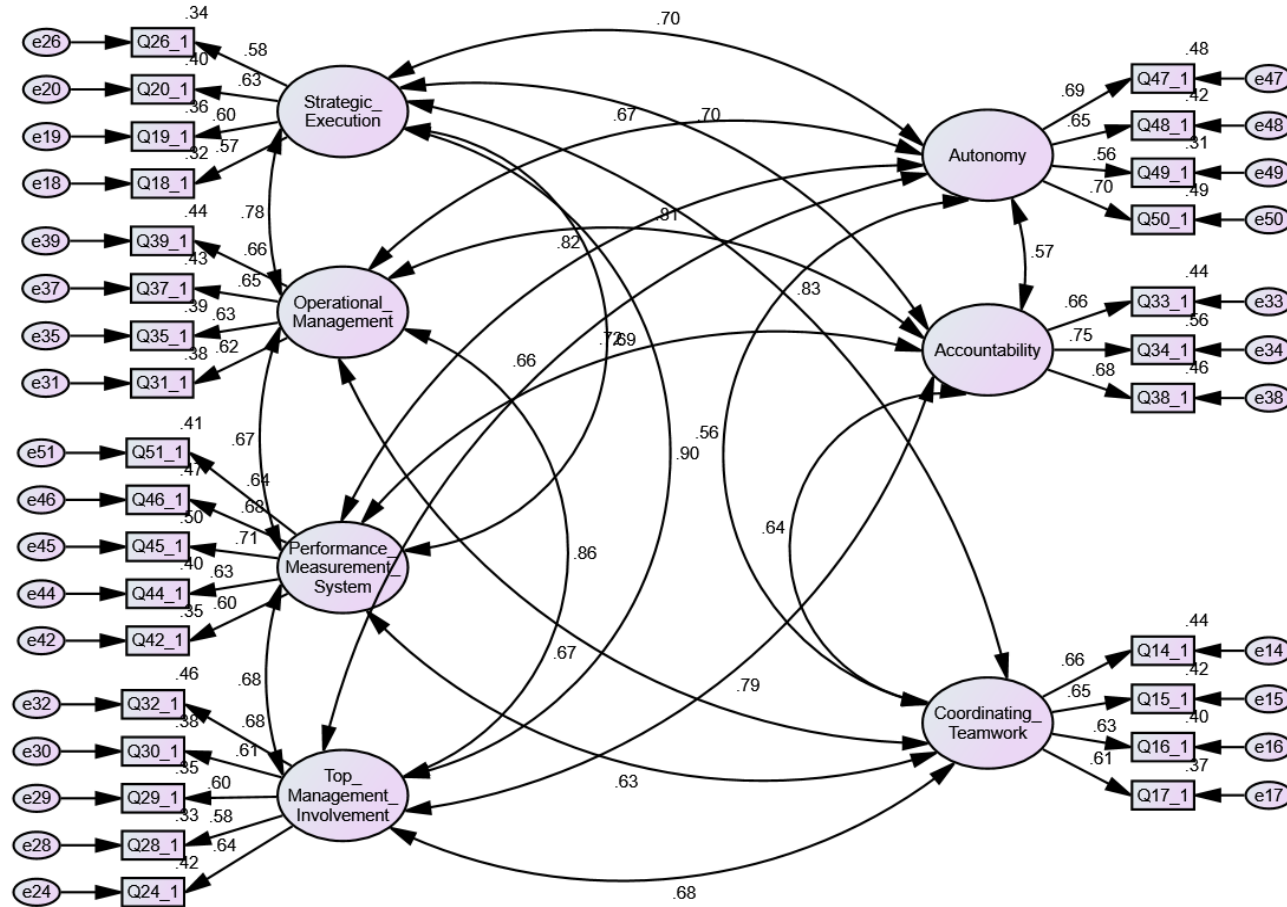 .34
e26
Q26_1
.58
.40
e20
Q20_1
.63
.36
e19
Q19_1
.60
.32
e18
Q18_1
.57
Strategic_
Execution
.78
.44
e39
Q39_1
.66
.43
e37
Q37_1
.65
.39
e35
Q35_1
.63
.38
e31
Q31_1
.62
Operational_
Management
.67
.41
e51
Q51_1
.64
.47
e46
Q46_1
.68
.50
e45
Q45_1
.71
.40
e44
Q44_1
.63
.35
e42
Q42_1
.60
Performance_
Measurement_
System
.68
.46
e32
Q32_1
.68
.38
e30
Q30_1
.61
.35
e29
Q29_1
.60
.33
e28
Q28_1
.58
.42
e24
Q24_1
.64
Top_
Management_
Involvement
.70
.67
.70
.81
.82
.83
.72
.69
.66
.56
.90
.86
.64
.67
.79
.63
.68
.57
Autonomy
.48
.69
Q47_1
e47
.42
.65
Q48_1
e48
.31
.56
Q49_1
e49
.49
.70
Q50_1
e50
Accountability
.44
.66
Q33_1
e33
.56
.75
Q34_1
e34
.46
.68
Q38_1
e38
Coordinating_
Teamwork
.44
.66
Q14_1
e14
.42
.65
Q15_1
e15
.40
.63
Q16_1
e16
.37
.61
Q17_1
e17